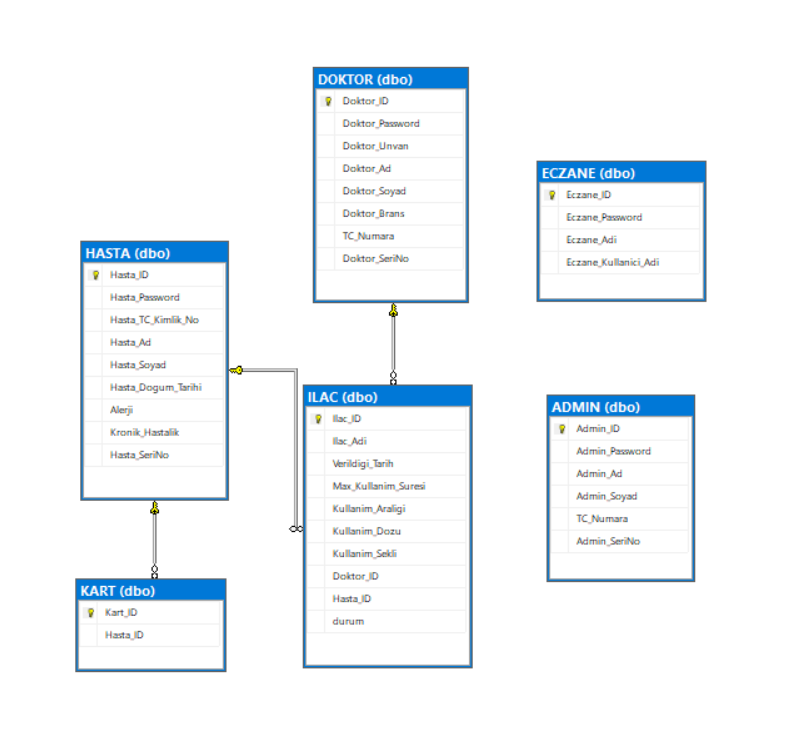 DOKTOR (dbo)
Doktor_ID
Doktor_Password
Doktor_Unvan
Doktor_Ad
Doktor_Soyad
Doktor_Brans
TC_Numara
Doktor_SeriNo
ECZANE (dbo)
Eczane_ID
Eczane_Password
Eczane_Adi
Eczane_Kullanici_Adi
HASTA (dbo)
Hasta_ID
Hasta_Password
Hasta_TC_Kimlik_No
Hasta_Ad
Hasta_Soyad
Hasta_Dogum_Tarihi
Alerji
Kronik_Hastalik
Hasta_SeriNo
ILAC (dbo)
Ilac_ID
Ilac_Adi
Verildigi_Tarih
Max_Kullanim_Suresi
Kullanim_Araligi
Kullanim_Dozu
Kullanim_Sekli
Doktor_ID
Hasta_ID
durum
ADMIN (dbo)
Admin_ID
Admin_Password
Admin_Ad
Admin_Soyad
TC_Numara
Admin_SeriNo
KART (dbo)
Kart_ID
Hasta_ID